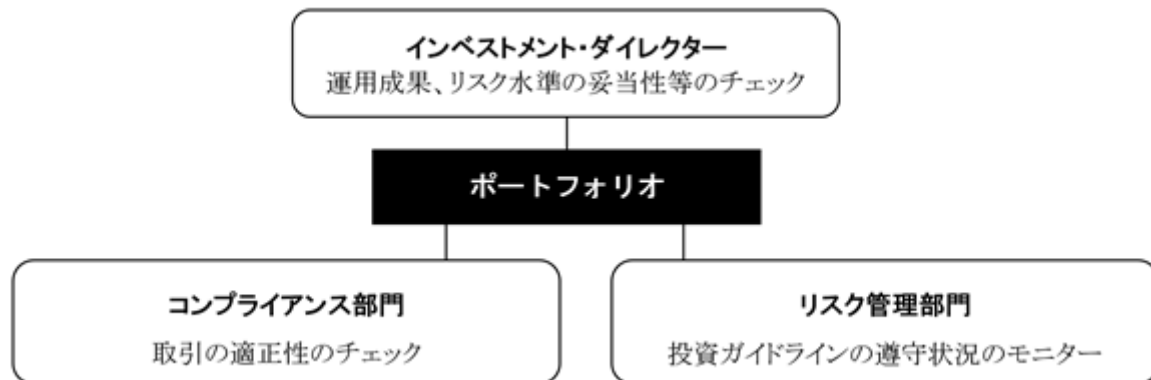 インベストメント・ダイレクター
運用成果、リスク水準の妥当性等のチェック
ポートフォリオ
コンプライアンス部門
取引の適正性のチェック
リスク管理部門
投資ガイドラインの遵守状況のモニター